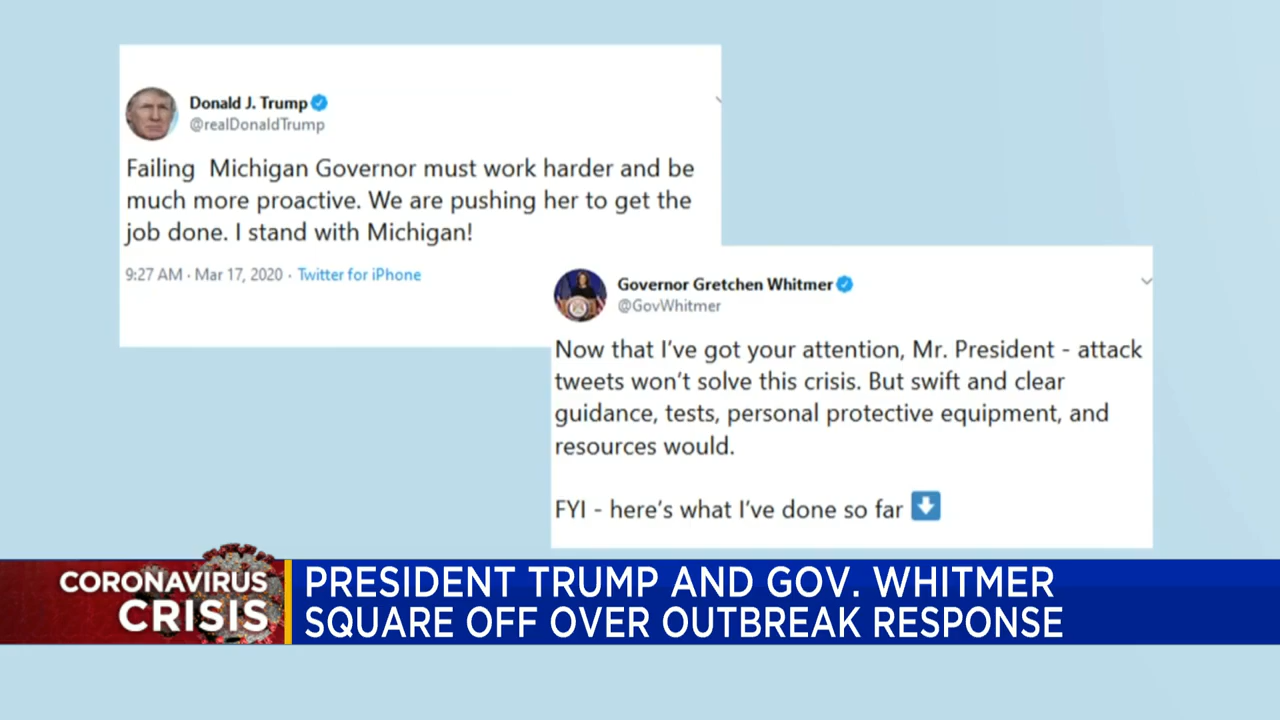 Donald J. Trump
@realDonaldTrump
Failing Michigan Governor must work harder and be
much more proactive. We are pushing her to get the
job done. I stand with Michigan!
9:27 AM · Mar 17, 2020 · Twitter for iPhone
Governor Gretchen Whitmer
@GovWhitmer
Now that I've got your attention, Mr. President - attack
tweets won't solve this crisis. But swift and clear
guidance, tests, personal protective equipment, and
resources would.
FYI - here's what I've done so far
CORONAVIRUS
CRISIS
PRESIDENT TRUMP AND GOV. WHITMER
SQUARE OFF OVER OUTBREAK RESPONSE